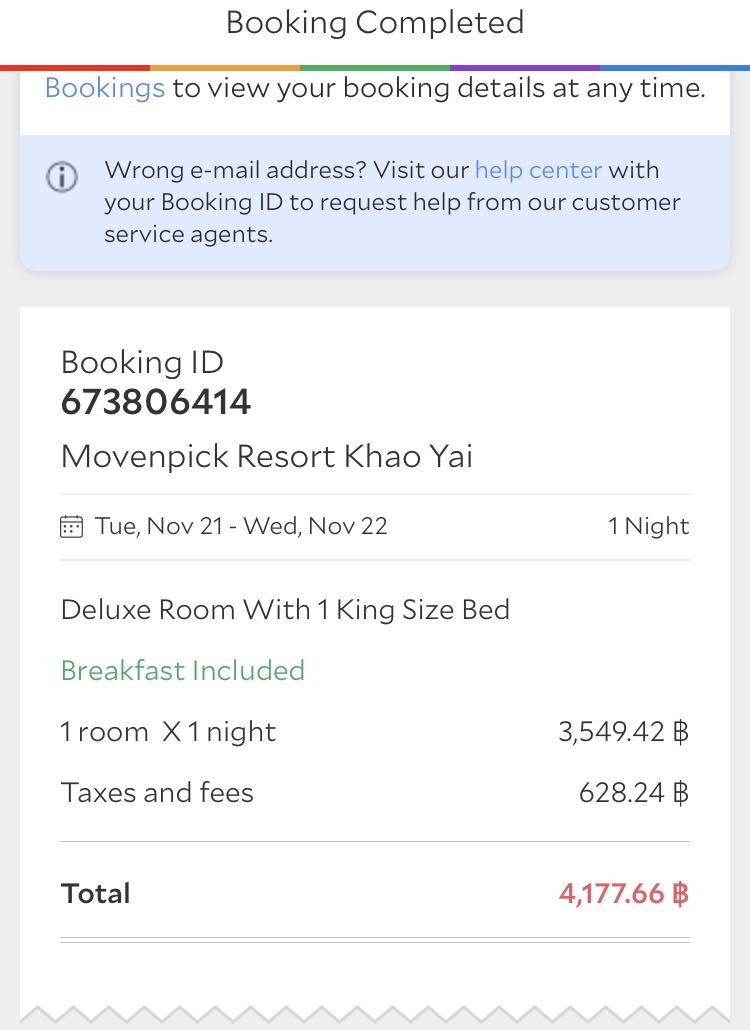 Booking Completed
Bookings to view your booking details at any time.
Wrong e-mail address? Visit our help center with
your Booking ID to request help from our customer
service agents.
Booking ID
673806414
Movenpick Resort Khao Yai
Tue, Nov 21 - Wed, Nov 22 1 Night
Deluxe Room With 1 King Size Bed
Breakfast Included
1 room X 1 night 3,549.42 ฿
Taxes and fees 628.24 ฿
Total 4,177.66 ฿